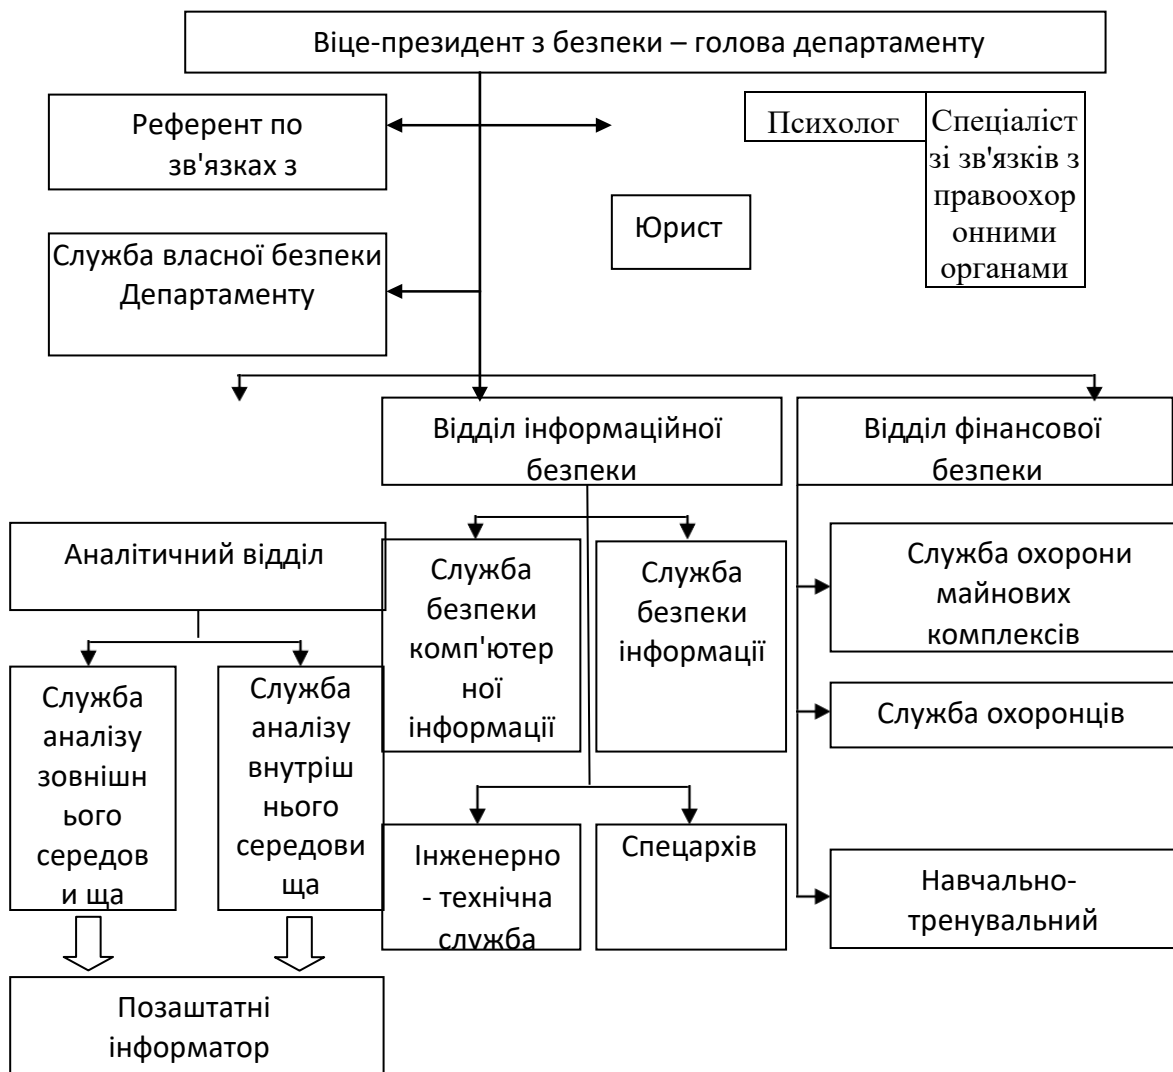 Віце-президент з безпеки – голова департаменту
Референт по
зв'язках з
Психолог
Спеціаліст
зі зв'язків з
правоохор
онними
органами
Юрист
Служба власної безпеки
Департаменту
Відділ інформаційної
безпеки
Відділ фінансової
безпеки
Аналітичний відділ
Служба
безпеки
комп'ютер
ної
інформації
Служба
безпеки
інформації
Служба охорони
майнових
комплексів
Служба
аналізу
зовнішн
ього
середов
и ща
Служба
аналізу
внутріш
нього
середови
ща
Служба охоронців
Інженерно
- технічна
служба
Спецархів
Навчально-
тренувальний
Позаштатні
інформатор